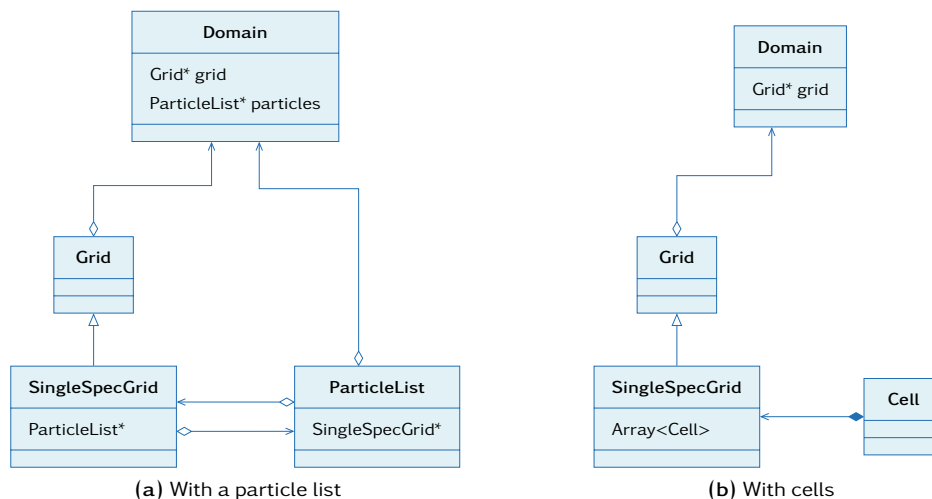 Domain
Grid* grid
ParticleList* particles
Grid
SingleSpecGrid
ParticleList*
ParticleList
SingleSpecGrid*
(a) With a particle list
Domain
Grid* grid
Grid
SingleSpecGrid
Array<Cell>
Cell
(b) With cells